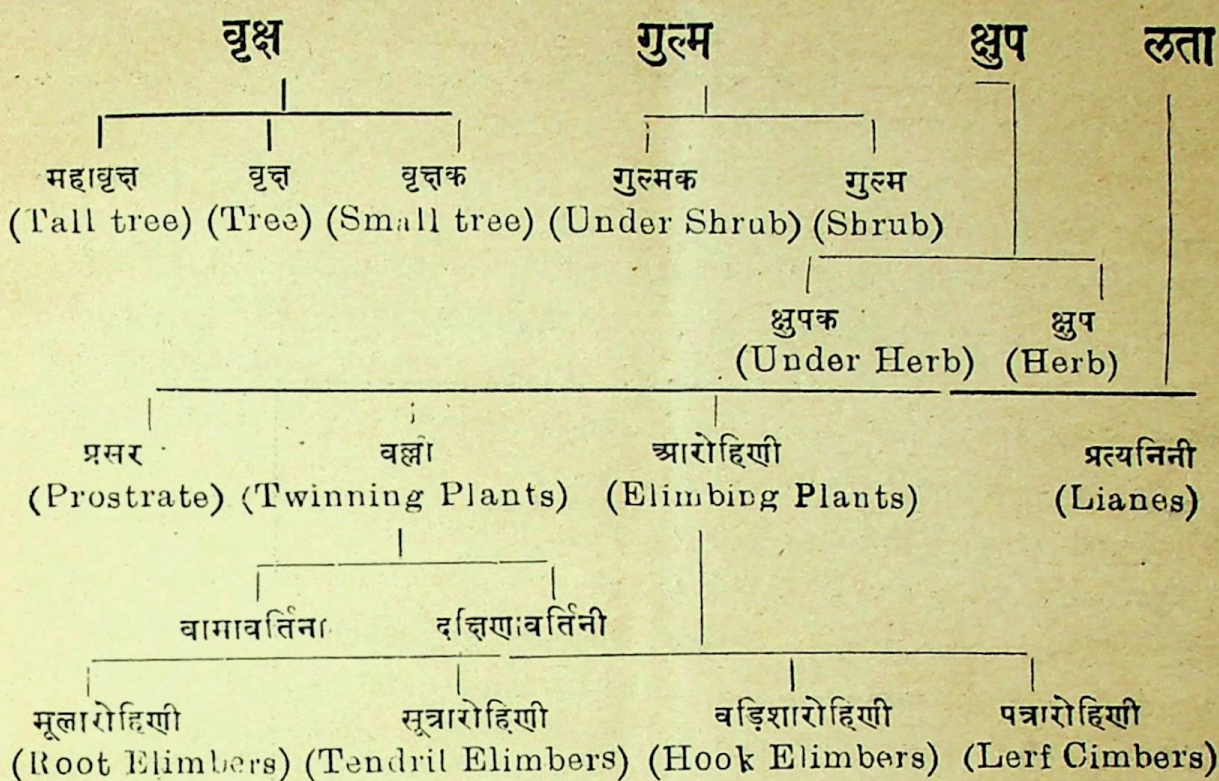 वृक्ष गुल्म क्षुप लता
महावृक्ष वृक्ष वृक्षक गुल्मक गुल्म
(Tall tree) (Tree) (Small tree) (Under Shrub) (Shrub)
क्षुपक क्षुप
(Under Herb) (Herb)
प्रसर वल्ली आरोहिणी प्रत्यनिनी
(Prostrate) (Twinning Plants) (Elimbing Plants) (Lianes)
वामावर्तिना दक्षिणावर्तिनी
मूलारोहिणी सूत्रारोहिणी वड़िशारोहिणी पत्रारोहिणी
(Root Elimbers) (Tendril Elimbers) (Hook Elimbers) (Lerf Cimbers)